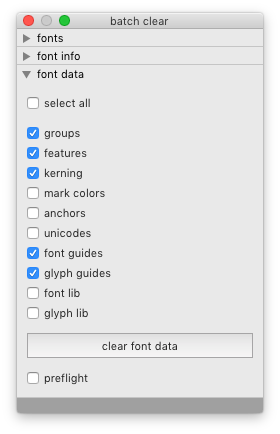 batch clear
fonts
font info
font data
select all
groups
features
kerning
mark colors
anchors
unicodes
font guides
glyph guides
font lib
glyph lib
clear font data
preflight